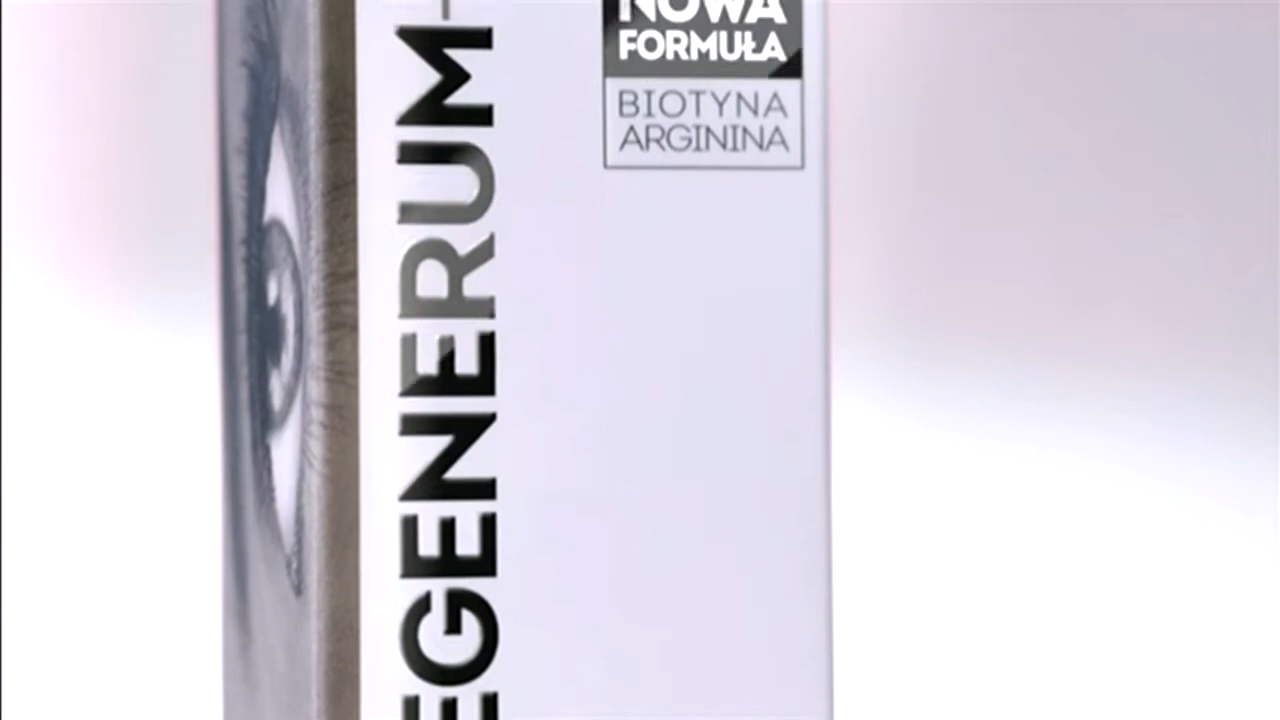 EGENERUM
NOWA
FORMUŁA
BIOTYNA
ARGININA